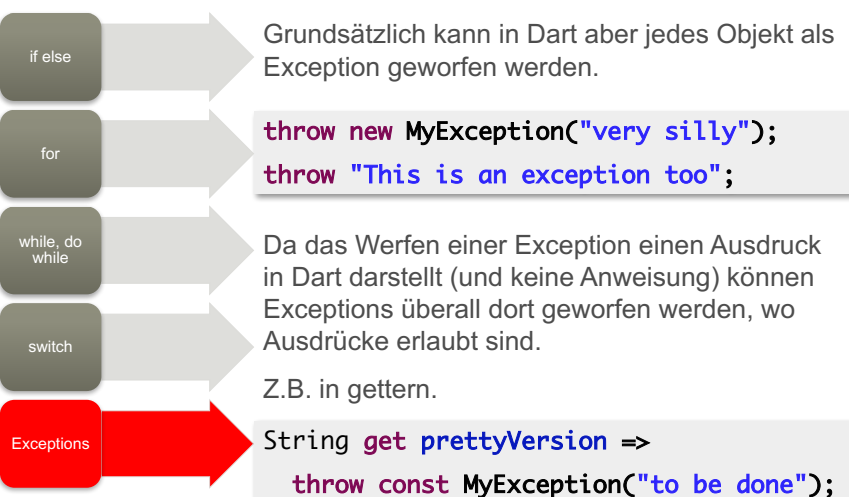 if else
Grundsätzlich kann in Dart aber jedes Objekt als
Exception geworfen werden.
for
throw new MyException("very silly");
throw "This is an exception too";
while, do
while
Da das Werfen einer Exception einen Ausdruck
in Dart darstellt (und keine Anweisung) können
Exceptions überall dort geworfen werden, wo
Ausdrücke erlaubt sind.
switch
Z.B. in gettern.
Exceptions
String get prettyVersion =>
throw const MyException("to be done");